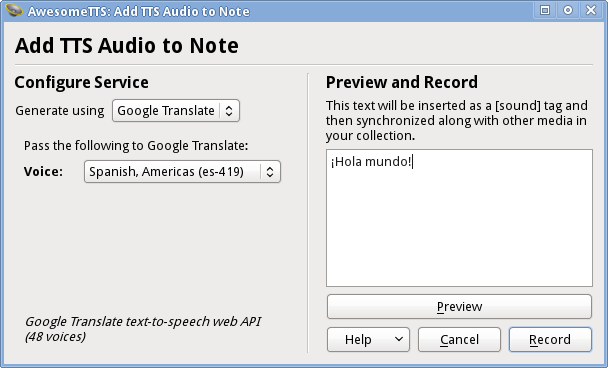 AwesomeTTS: Add TTS Audio to Note
Add TTS Audio to Note
Configure Service
Generate using Google Translate
Pass the following to Google Translate:
Voice: Spanish, Americas (es-419)
Google Translate text-to-speech web API
(48 voices)
Preview and Record
This text will be inserted as a [sound] tag and
then synchronized along with other media in
your collection.
¡Hola mundo!
Preview
Help Cancel Record